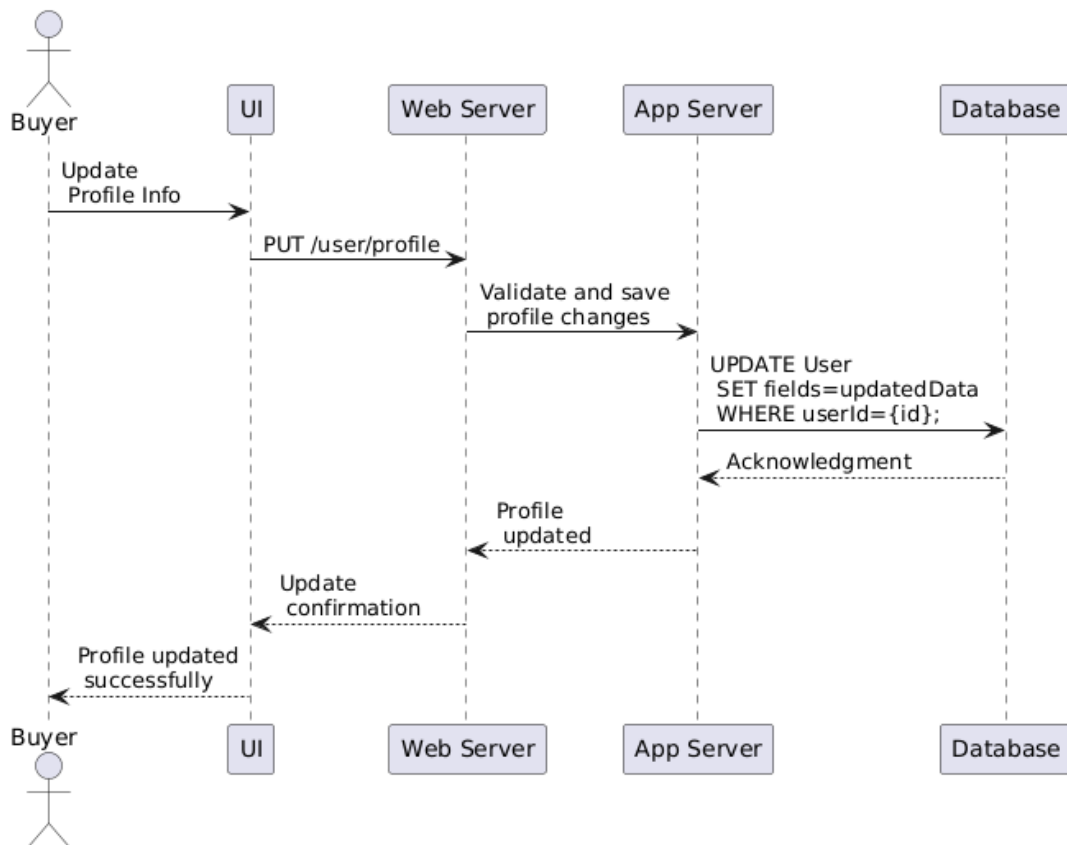 Buyer
UI
Web Server
App Server
Database
Update
Profile Info
PUT /user/profile
Validate and save
profile changes
UPDATE User
SET fields=updatedData
WHERE userId={id};
Acknowledgment
Profile
updated
Update
confirmation
Profile updated
successfully
Buyer
UI
Web Server
App Server
Database